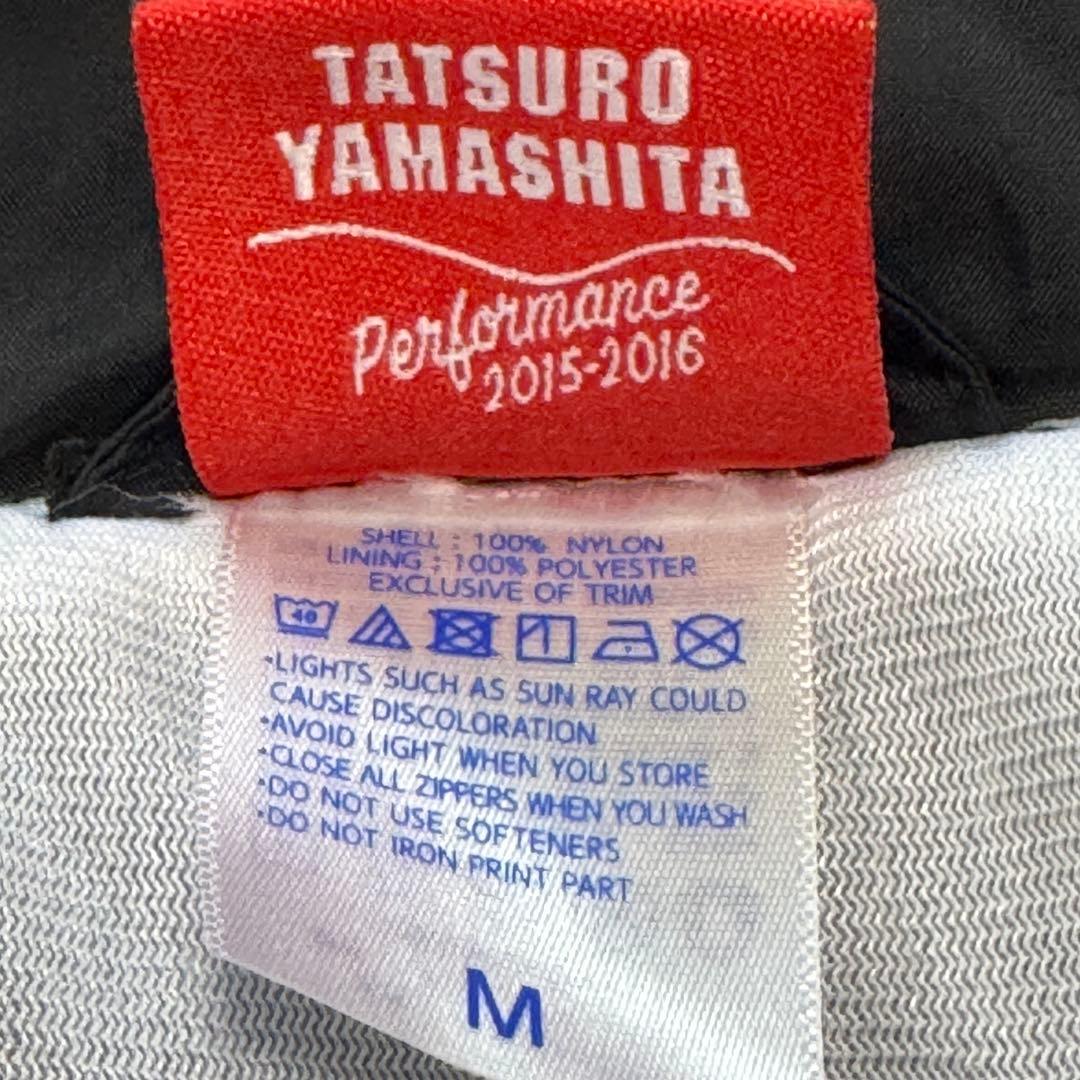 TATSURO
YAMASHITA
Performance
2015-2016
SHELL : 100% NYLON
LINING : 100% POLYESTER
EXCLUSIVE OF TRIM
40
•LIGHTS SUCH AS SUN RAY COULD
CAUSE DISCOLORATION
•AVOID LIGHT WHEN YOU STORE
•CLOSE ALL ZIPPERS WHEN YOU WASH
•DO NOT USE SOFTENERS
•DO NOT IRON PRINT PART
M